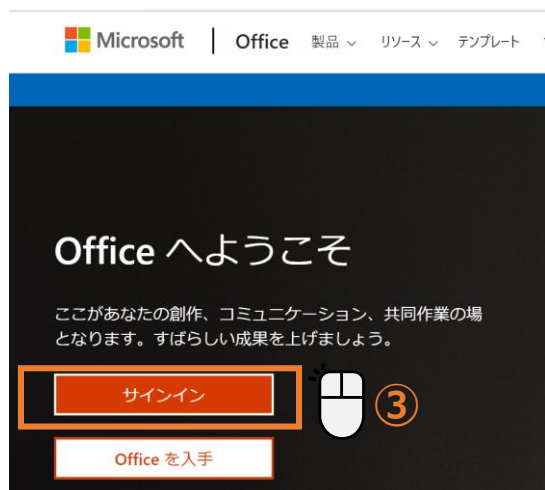 Microsoft | Office 製品 リソース テンプレート
Office へようこそ
ここがあなたの創作、コミュニケーション、共同作業の場
となります。すばらしい成果を上げましょう。
サインイン
③
Office を入手